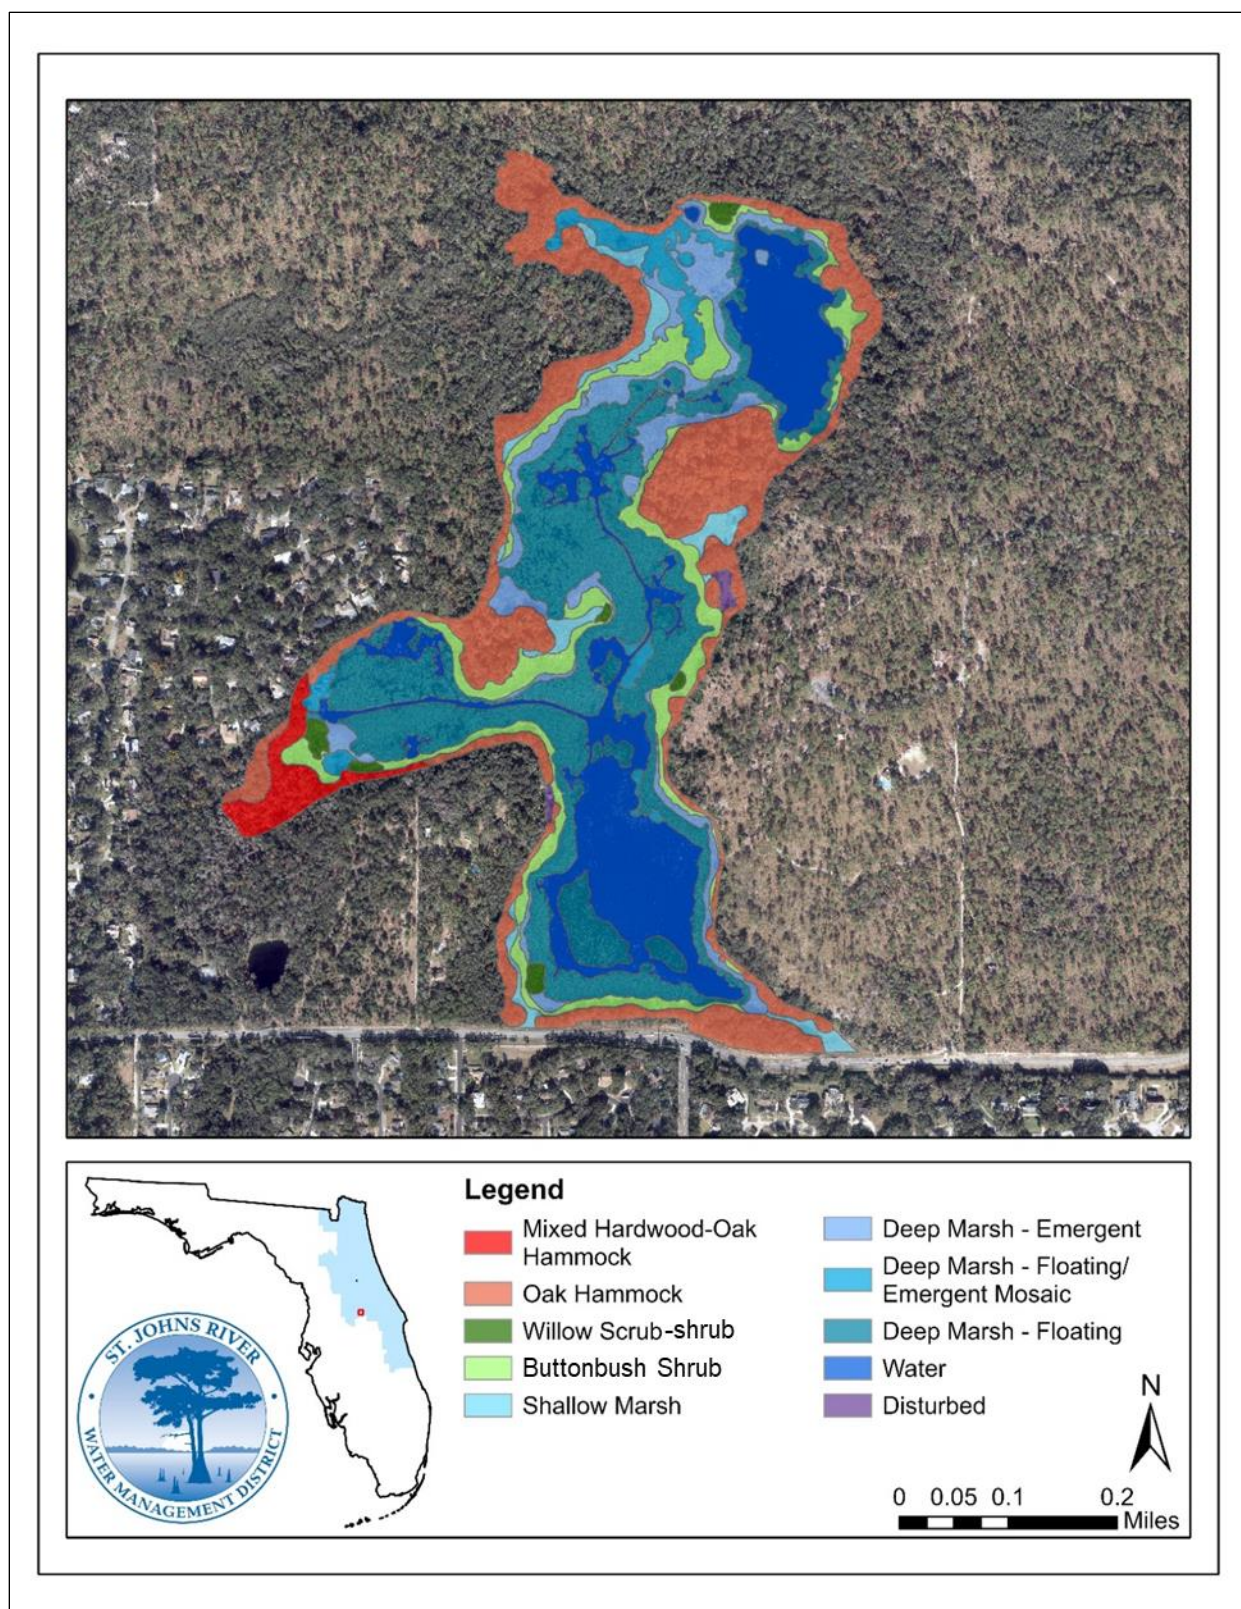 Legend
Mixed Hardwood-Oak
Hammock
Oak Hammock
Willow Scrub-shrub
Buttonbush Shrub
Shallow Marsh
Deep Marsh - Emergent
Deep Marsh - Floating/
Emergent Mosaic
Deep Marsh - Floating
Water
Disturbed
ST. JOHNS RIVER
WATER MANAGEMENT DISTRICT
N
0 0.05 0.1 0.2
Miles